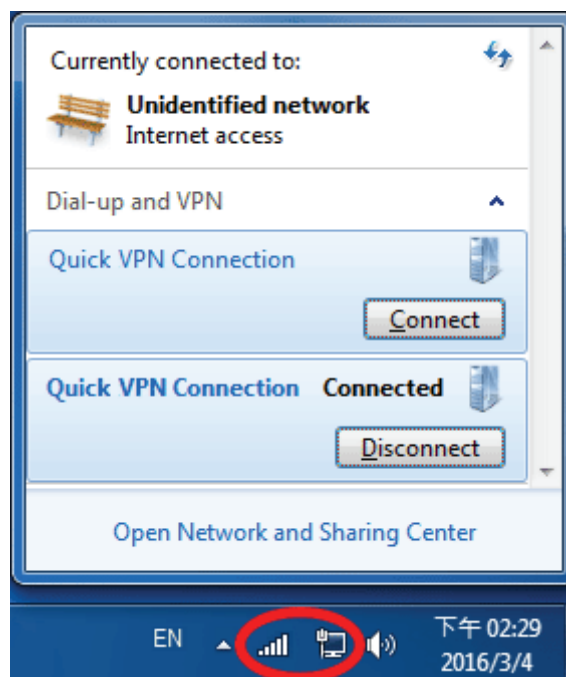 Currently connected to:
Unidentified network
Internet access
Dial-up and VPN
Quick VPN Connection
Connect
Quick VPN Connection Connected
Disconnect
Open Network and Sharing Center
EN
下午 02:29
2016/3/4